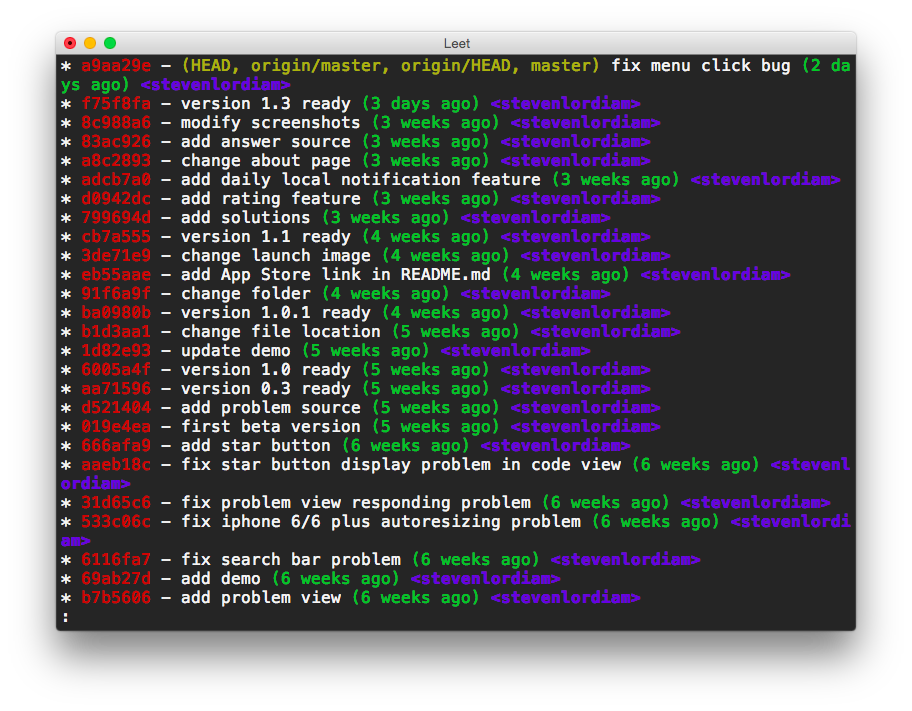 Leet
* a9aa29e – (HEAD, origin/master, origin/HEAD, master) fix menu click bug (2 da
ys ago) <stevenlordiam>
* f75f8fa – version 1.3 ready (3 days ago) <stevenlordiam>
* 8c988a6 – modify screenshots (3 weeks ago) <stevenlordiam>
* 83ac926 – add answer source (3 weeks ago) <stevenlordiam>
* a8c2893 – change about page (3 weeks ago) <stevenlordiam>
* adcb7a0 – add daily local notification feature (3 weeks ago) <stevenlordiam>
* d0942dc – add rating feature (3 weeks ago) <stevenlordiam>
* 799694d – add solutions (3 weeks ago) <stevenlordiam>
* cb7a555 – version 1.1 ready (4 weeks ago) <stevenlordiam>
* 3de71e9 – change launch image (4 weeks ago) <stevenlordiam>
* eb55aae – add App Store link in README.md (4 weeks ago) <stevenlordiam>
* 91f6a9f – change folder (4 weeks ago) <stevenlordiam>
* ba0980b – version 1.0.1 ready (4 weeks ago) <stevenlordiam>
* b1d3aa1 – change file location (5 weeks ago) <stevenlordiam>
* 1d82e93 – update demo (5 weeks ago) <stevenlordiam>
* 6005a4f – version 1.0 ready (5 weeks ago) <stevenlordiam>
* aa71596 – version 0.3 ready (5 weeks ago) <stevenlordiam>
* d521404 – add problem source (5 weeks ago) <stevenlordiam>
* 019e4ea – first beta version (5 weeks ago) <stevenlordiam>
* 666afa9 – add star button (6 weeks ago) <stevenlordiam>
* aaeb18c – fix star button display problem in code view (6 weeks ago) <stevenl
ordiam>
* 31d65c6 – fix problem view responding problem (6 weeks ago) <stevenlordiam>
* 533c06c – fix iphone 6/6 plus autoresizing problem (6 weeks ago) <stevenlordi
am>
* 6116fa7 – fix search bar problem (6 weeks ago) <stevenlordiam>
* 69ab27d – add demo (6 weeks ago) <stevenlordiam>
* b7b5606 – add problem view (6 weeks ago) <stevenlordiam>
: